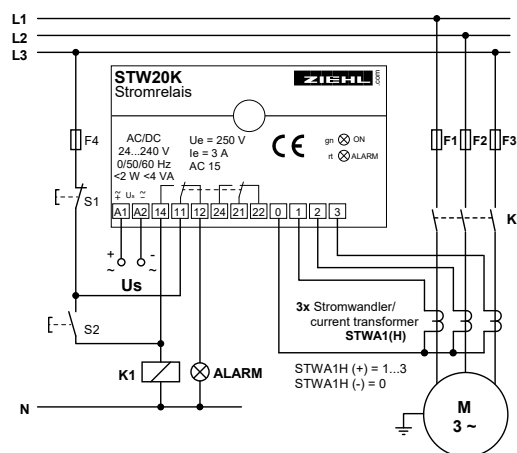 L1
L2
L3
STW20K
Stromrelais
ZIEHL .com
AC/DC
24...240 V
0/50/60 Hz
<2 W <4 VA
Ue = 250 V
Ie = 3 A
AC 15
CE
gn ON
rt ALARM
F4
F1 F2 F3
~ Us ~
+ -
A1 A2 14 11 12 24 21 22 0 1 2 3
S1
K
+ -
~ ~
Us
S2
3x Stromwandler/
current transformer
STWA1(H)
K1
ALARM
STWA1H (+) = 1...3
STWA1H (-) = 0
N
M
3 ~